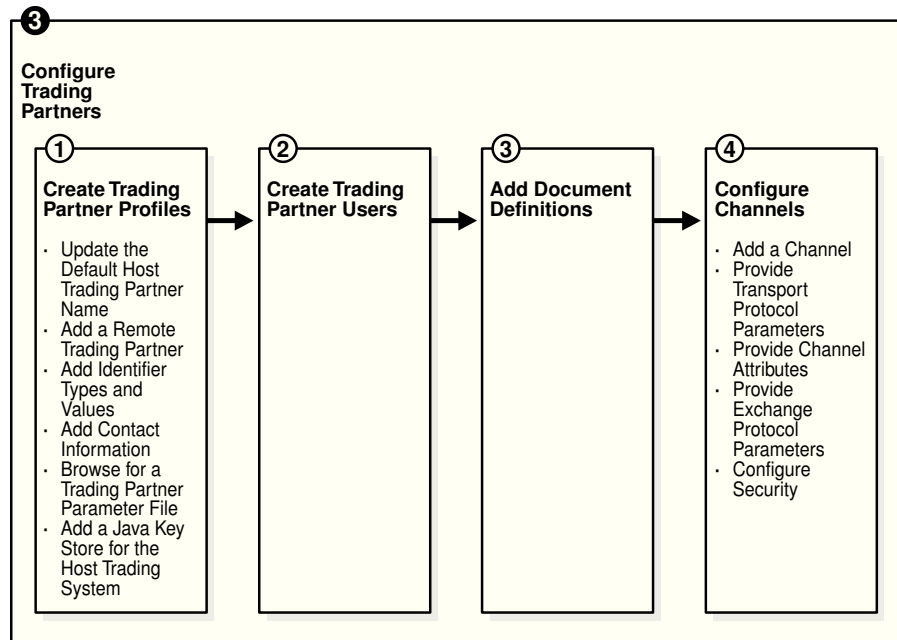 3
Configure
Trading
Partners
1
Create Trading
Partner Profiles
· Update the
Default Host
Trading Partner
Name
· Add a Remote
Trading Partner
· Add Identifier
Types and
Values
· Add Contact
Information
· Browse for a
Trading Partner
Parameter File
· Add a Java Key
Store for the
Host Trading
System
2
Create Trading
Partner Users
3
Add Document
Definitions
4
Configure
Channels
· Add a Channel
· Provide
Transport
Protocol
Parameters
· Provide Channel
Attributes
· Provide
Exchange
Protocol
Parameters
· Configure
Security